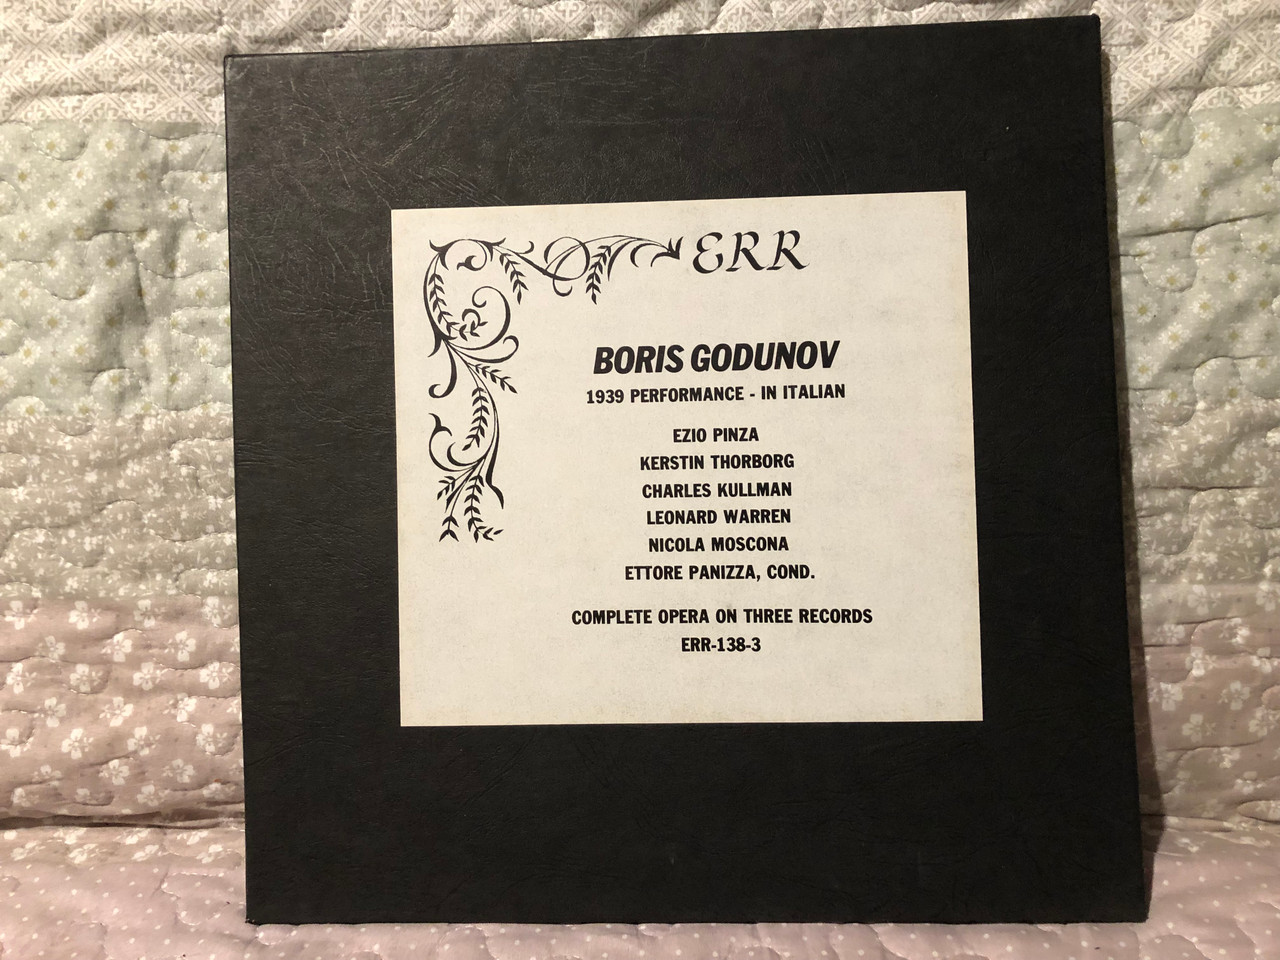 ERR
BORIS GODUNOV
1939 PERFORMANCE - IN ITALIAN
EZIO PINZA
KERSTIN THORBORG
CHARLES KULLMAN
LEONARD WARREN
NICOLA MOSCONA
ETTORE PANIZZA, COND.
COMPLETE OPERA ON THREE RECORDS
ERR-138-3